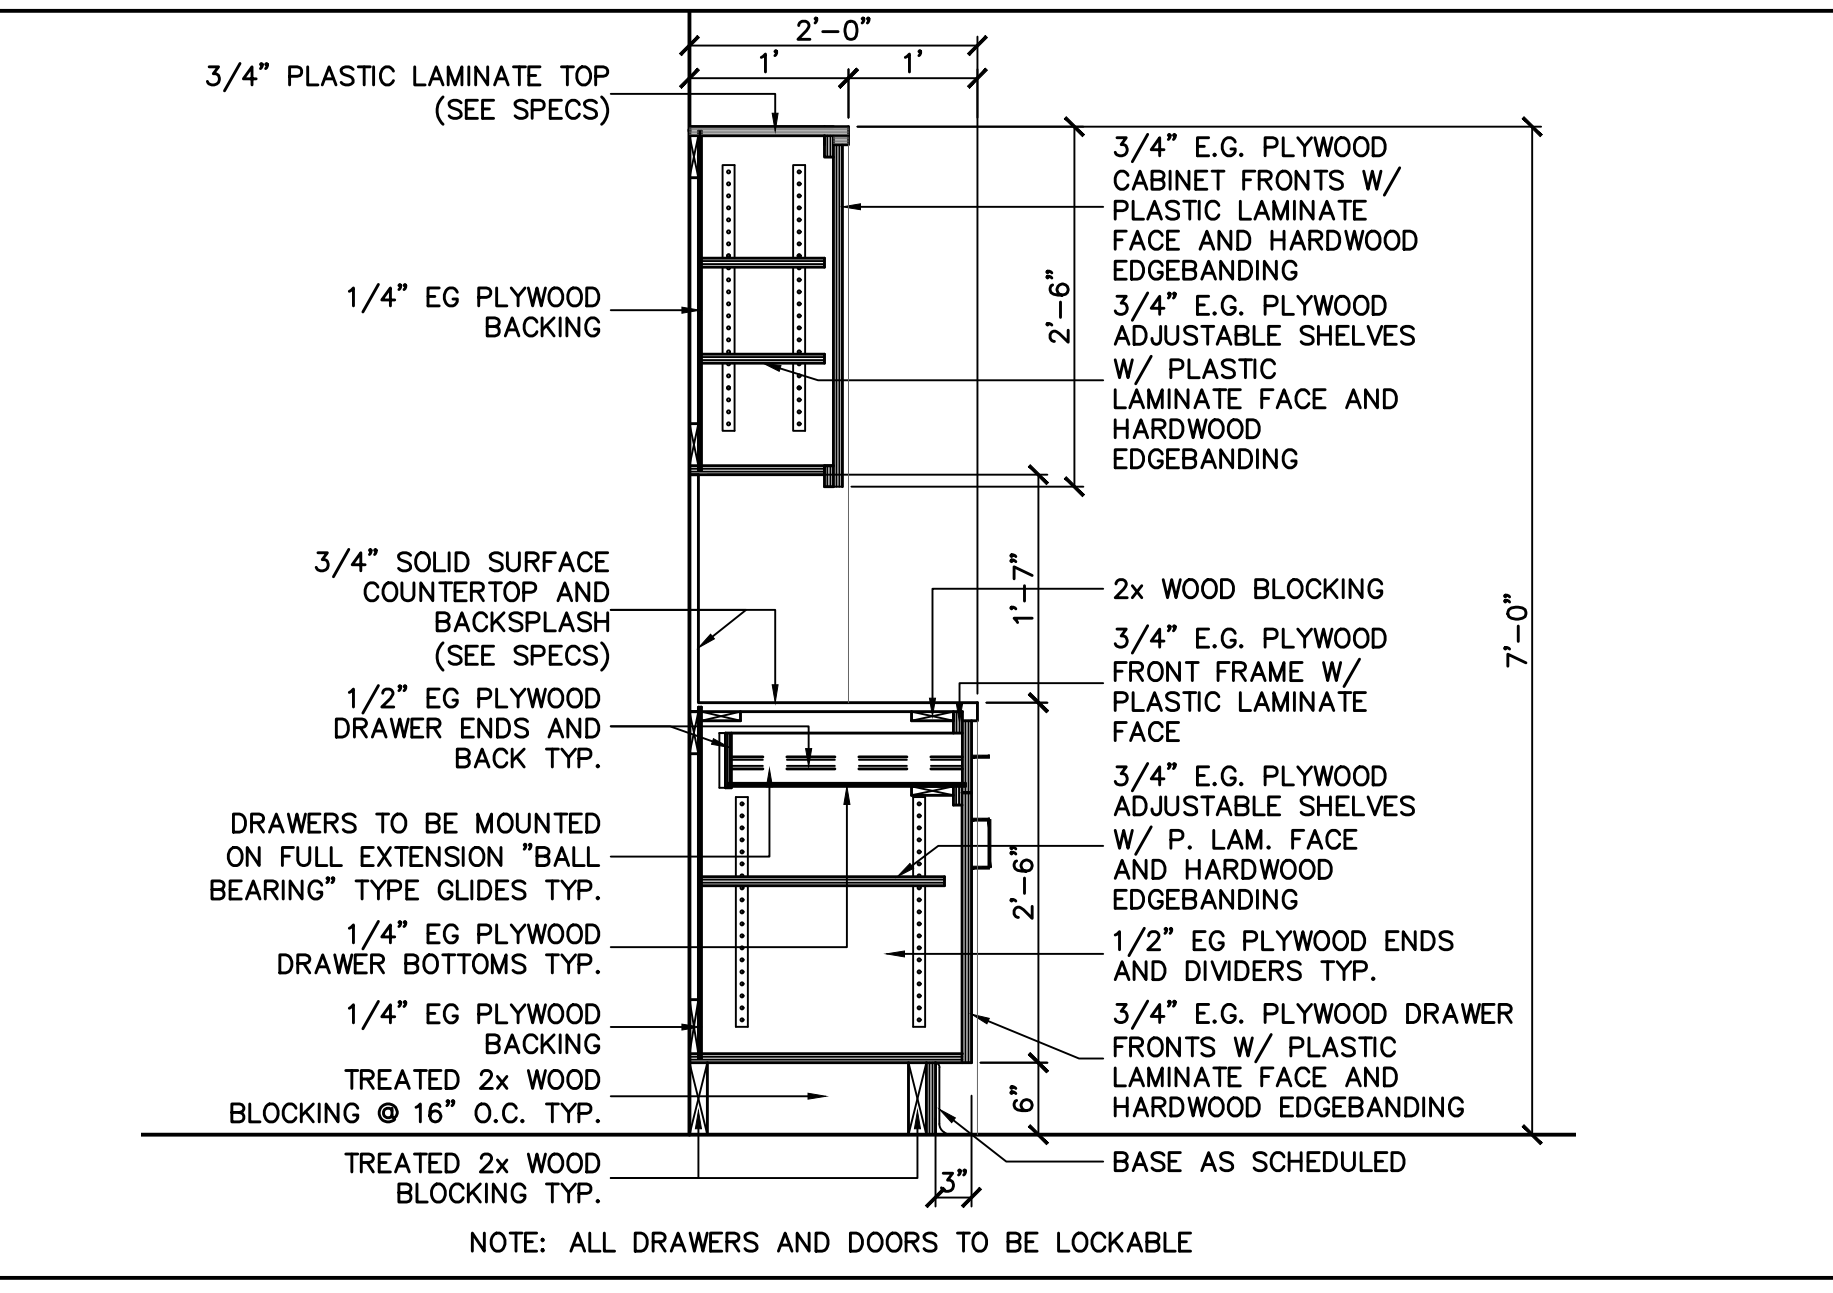 2'-0"
1'
1'
3/4" PLASTIC LAMINATE TOP
(SEE SPECS)
1/4" EG PLYWOOD
BACKING
3/4" SOLID SURFACE
COUNTERTOP AND
BACKSPLASH
(SEE SPECS)
1/2" EG PLYWOOD
DRAWER ENDS AND
BACK TYP.
DRAWERS TO BE MOUNTED
ON FULL EXTENSION "BALL
BEARING" TYPE GLIDES TYP.
1/4" EG PLYWOOD
DRAWER BOTTOMS TYP.
1/4" EG PLYWOOD
BACKING
TREATED 2x WOOD
BLOCKING @ 16" O.C. TYP.
TREATED 2x WOOD
BLOCKING TYP.
2'-6"
1'-7"
2'-6"
6"
3"
7'-0"
3/4" E.G. PLYWOOD
CABINET FRONTS W/
PLASTIC LAMINATE
FACE AND HARDWOOD
EDGEBANDING
3/4" E.G. PLYWOOD
ADJUSTABLE SHELVES
W/ PLASTIC
LAMINATE FACE AND
HARDWOOD
EDGEBANDING
2x WOOD BLOCKING
3/4" E.G. PLYWOOD
FRONT FRAME W/
PLASTIC LAMINATE
FACE
3/4" E.G. PLYWOOD
ADJUSTABLE SHELVES
W/ P. LAM. FACE
AND HARDWOOD
EDGEBANDING
1/2" EG PLYWOOD ENDS
AND DIVIDERS TYP.
3/4" E.G. PLYWOOD DRAWER
FRONTS W/ PLASTIC
LAMINATE FACE AND
HARDWOOD EDGEBANDING
BASE AS SCHEDULED
NOTE: ALL DRAWERS AND DOORS TO BE LOCKABLE